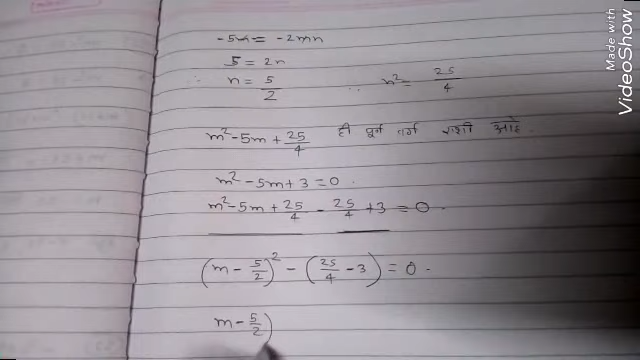 -5m = -2mn
5 = 2n
∴ n = 5/2 ∴ n² = 25/4
m² - 5m + 25/4 ही पूर्ण वर्ग राशी आहे.
m² - 5m + 3 = 0.
m² - 5m + 25/4 - 25/4 + 3 = 0.
(m - 5/2)² - (25/4 - 3) = 0.
m - 5/2)
Made with
VideoShow